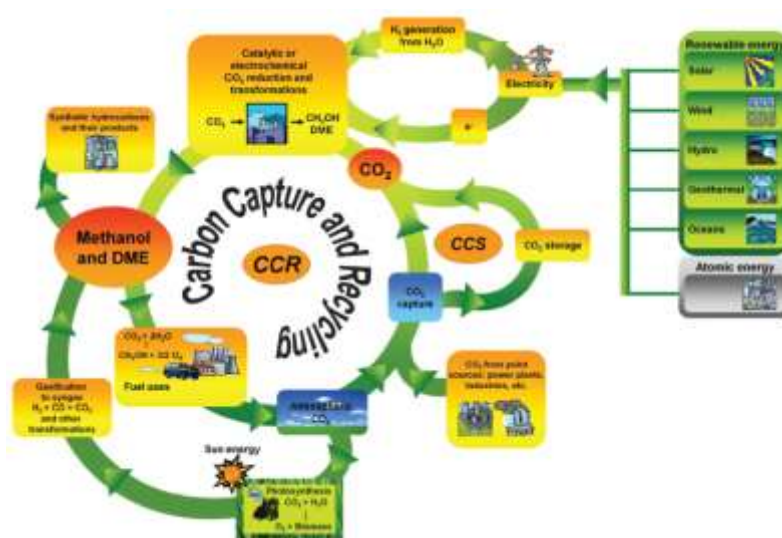 H₂ generation
from H₂O
Catalytic or
electrochemical
CO₂ reduction and
transformations
CO₂ → → CH₃OH
DME
Electricity
e-
Renewable energy
Solar
Wind
Hydro
Geothermal
Oceans
Atomic energy
Synthetic hydrocarbons
and their products
CO₂
Methanol
and DME
Carbon Capture and Recycling
CCR
CCS
CO₂ storage
CO₂
capture
CO₂ + 2H₂O
CH₃OH + 3/2 O₂
Fuel uses
CO₂ from point
sources: power plants,
industries, etc.
Gasification
to syngas
H₂ + CO + CO₂
and other
transformations
Atmospheric
CO₂
Sun energy
Photosynthesis
CO₂ + H₂O
O₂ + Biomass